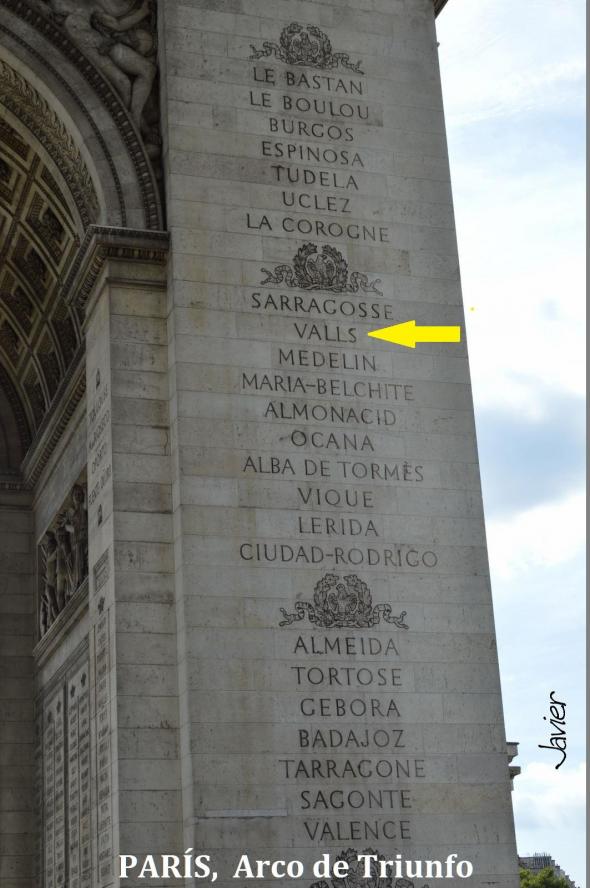 LE BASTAN
LE BOULOU
BURGOS
ESPINOSA
TUDELA
UCLEZ
LA COROGNE
SARRAGOSSE
VALLS
MEDELIN
MARIA-BELCHITE
ALMONACID
OCANA
ALBA DE TORMÈS
VIQUE
LERIDA
CIUDAD-RODRIGO
ALMEIDA
TORTOSE
GEBORA
BADAJOZ
TARRAGONE
SAGONTE
VALENCE
Javier
PARÍS, Arco de Triunfo